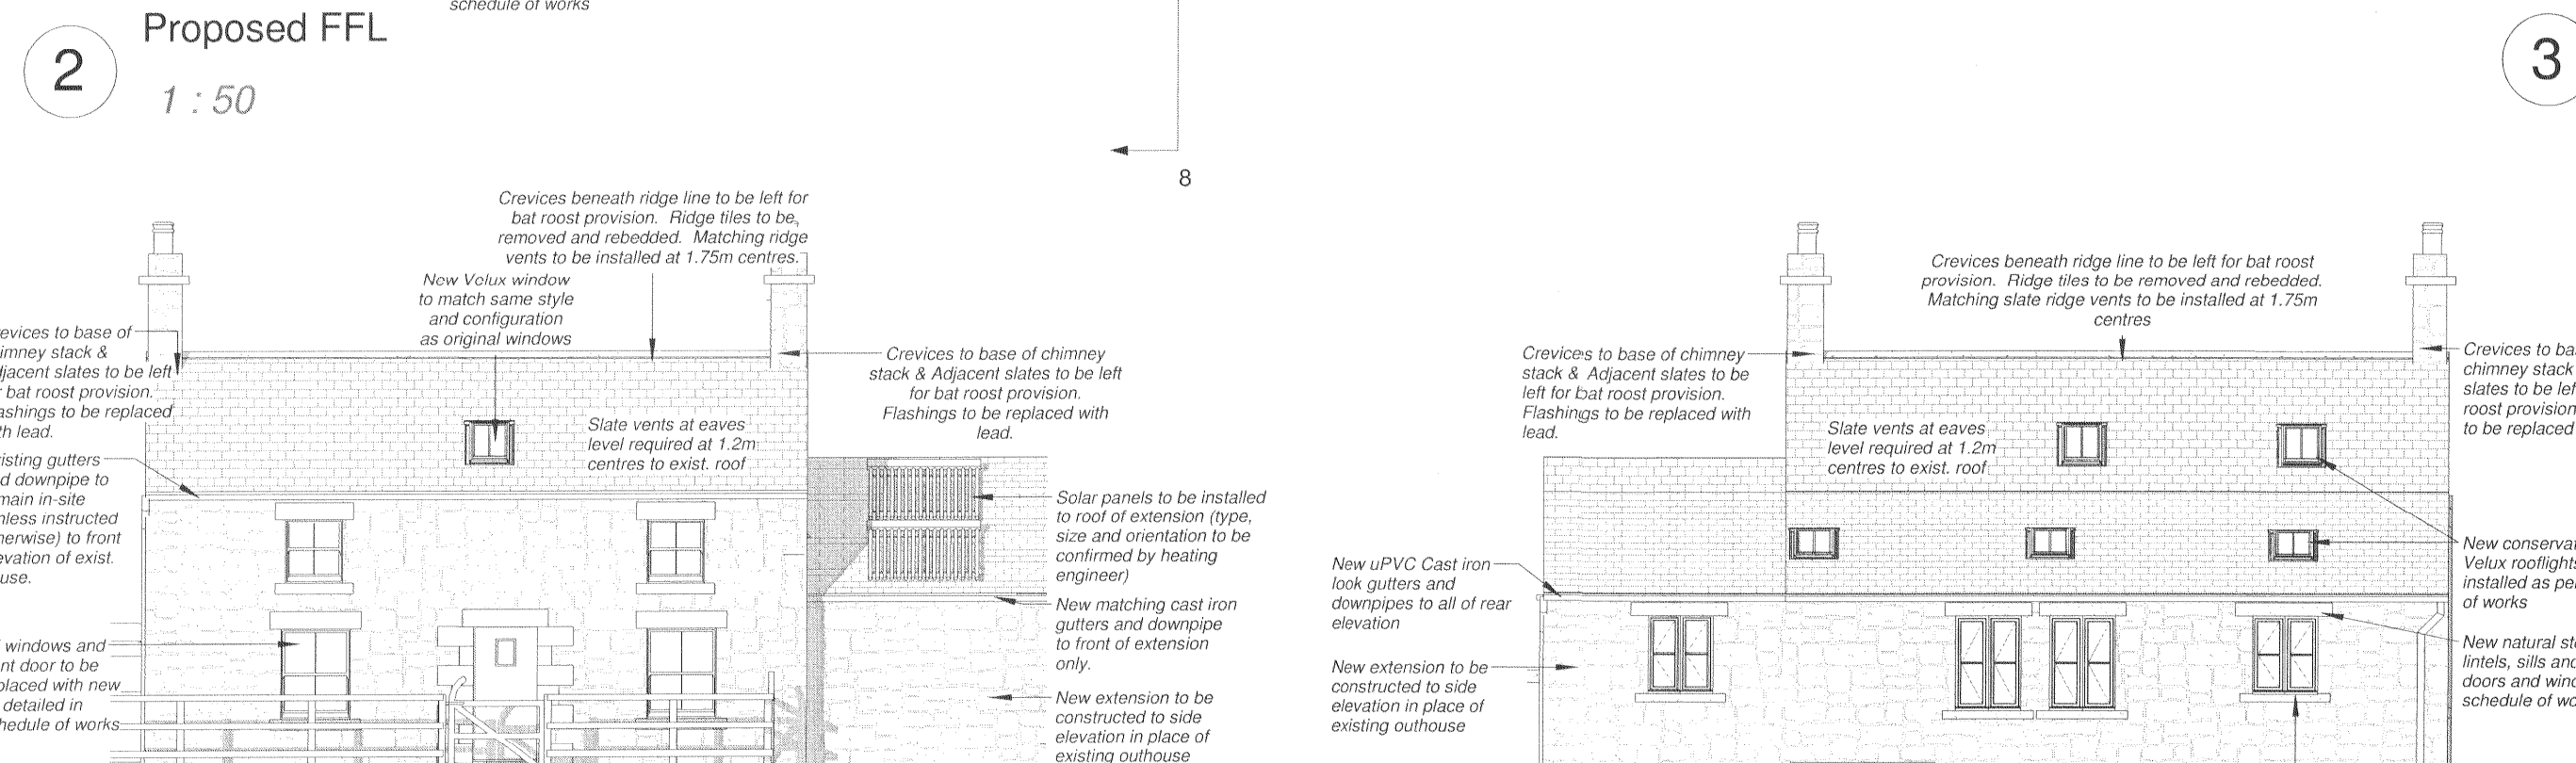 schedule of works
2
Proposed FFL
1 : 50
3
8
Crevices beneath ridge line to be left for
bat roost provision. Ridge tiles to be
removed and rebedded. Matching ridge
vents to be installed at 1.75m centres.
New Velux window
to match same style
and configuration
as original windows
revices to base of
imney stack &
djacent slates to be left
r bat roost provision.
ashings to be replaced
th lead.
Slate vents at eaves
level required at 1.2m
centres to exist. roof
Crevices to base of chimney
stack & Adjacent slates to be left
for bat roost provision.
Flashings to be replaced with
lead.
isting gutters
d downpipe to
main in-site
nless instructed
herwise) to front
evation of exist.
use.
Solar panels to be installed
to roof of extension (type,
size and orientation to be
confirmed by heating
engineer)
New matching cast iron
gutters and downpipe
to front of extension
only.
windows and
nt door to be
placed with new
detailed in
hedule of works
New extension to be
constructed to side
elevation in place of
existing outhouse
Crevices beneath ridge line to be left for bat roost
provision. Ridge tiles to be removed and rebedded.
Matching slate ridge vents to be installed at 1.75m
centres
Crevices to base of chimney
stack & Adjacent slates to be
left for bat roost provision.
Flashings to be replaced with
lead.
Slate vents at eaves
level required at 1.2m
centres to exist. roof
Crevices to ba
chimney stack
slates to be lef
roost provision
to be replaced
New uPVC Cast iron
look gutters and
downpipes to all of rear
elevation
New extension to be
constructed to side
elevation in place of
existing outhouse
New conservat
Velux rooflights
installed as pe
of works
New natural sto
lintels, sills and
doors and wind
schedule of wo